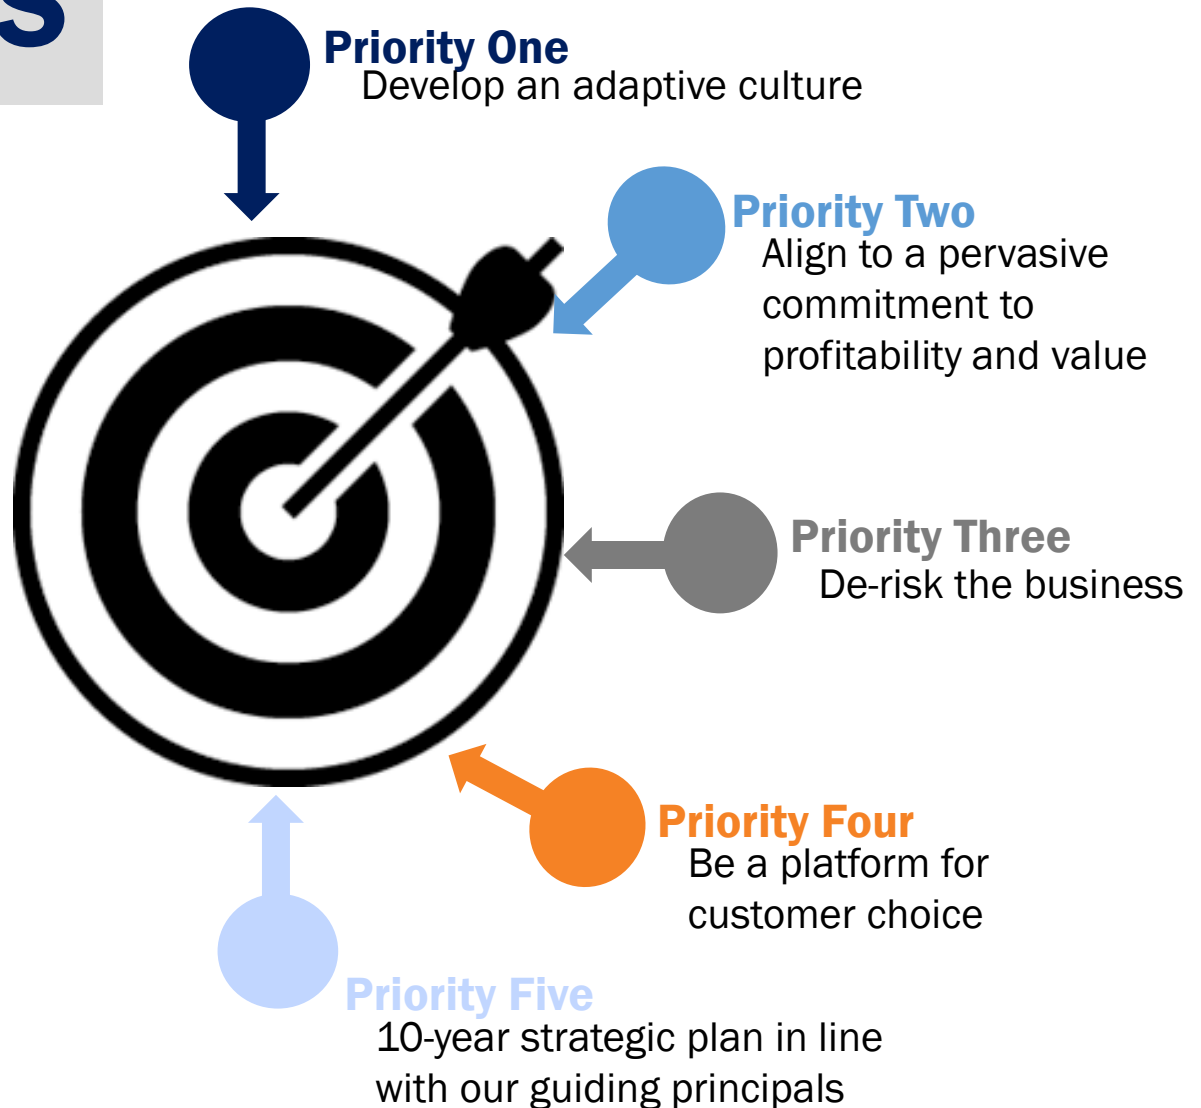 s
Priority One
Develop an adaptive culture
Priority Two
Align to a pervasive
commitment to
profitability and value
Priority Three
De-risk the business
Priority Four
Be a platform for
customer choice
Priority Five
10-year strategic plan in line
with our guiding principals